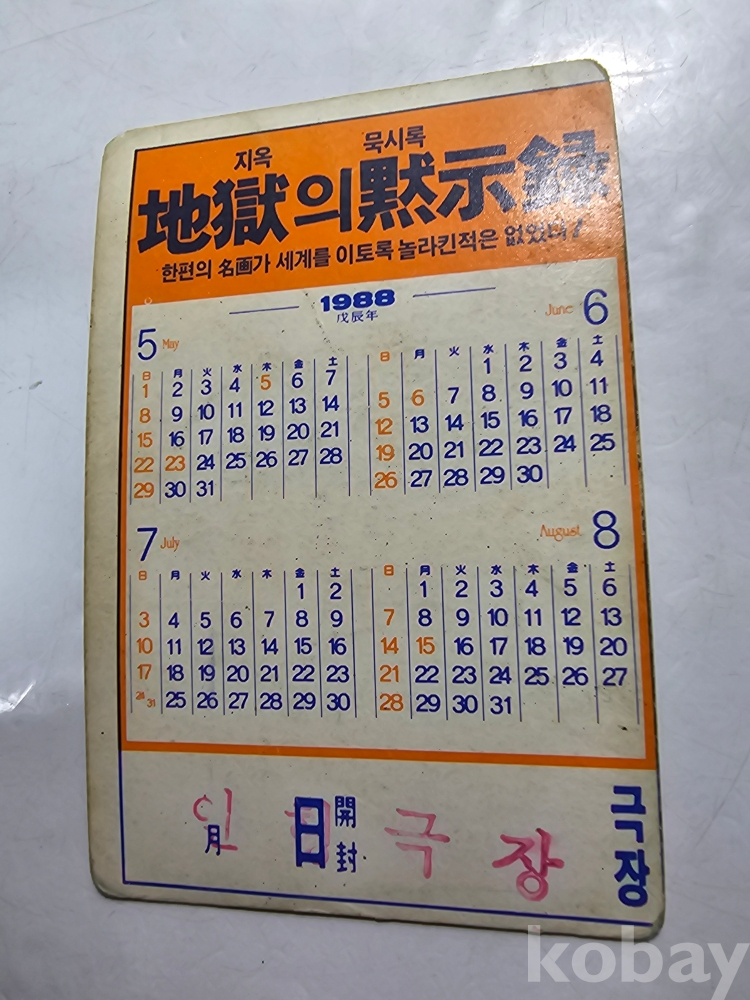 지옥 묵시록
地獄의 黙示録
한편의 名画가 세계를 이토록 놀라킨적은 없었다!
1988
戊辰年
5 May
日 月 火 水 木 金 土
1 2 3 4 5 6 7
8 9 10 11 12 13 14
15 16 17 18 19 20 21
22 23 24 25 26 27 28
29 30 31
June 6
日 月 火 水 木 金 土
1 2 3 4
5 6 7 8 9 10 11
12 13 14 15 16 17 18
19 20 21 22 23 24 25
26 27 28 29 30
7 July
日 月 火 水 木 金 土
1 2
3 4 5 6 7 8 9
10 11 12 13 14 15 16
17 18 19 20 21 22 23
24 31 25 26 27 28 29 30
August 8
日 月 火 水 木 金 土
1 2 3 4 5 6
7 8 9 10 11 12 13
14 15 16 17 18 19 20
21 22 23 24 25 26 27
28 29 30 31
月 日 開封 극장
극장
kobay